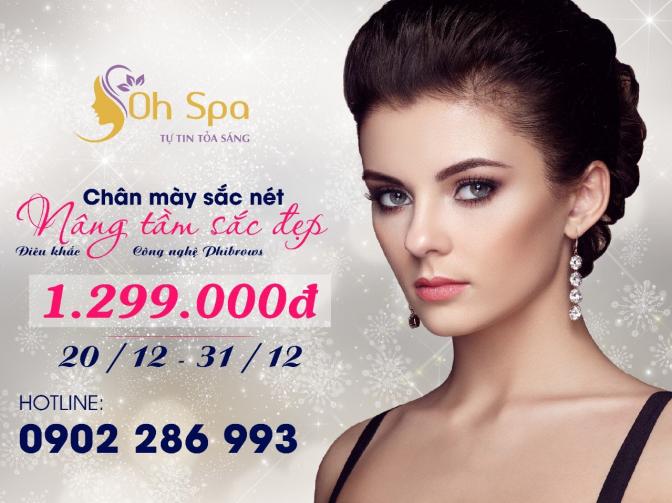 Oh Spa
TỰ TIN TỎA SÁNG
Chân mày sắc nét
Nâng tầm sắc đẹp
Điêu khắc Công nghệ Phibrows
1.299.000đ
20 / 12 - 31 / 12
HOTLINE:
0902 286 993